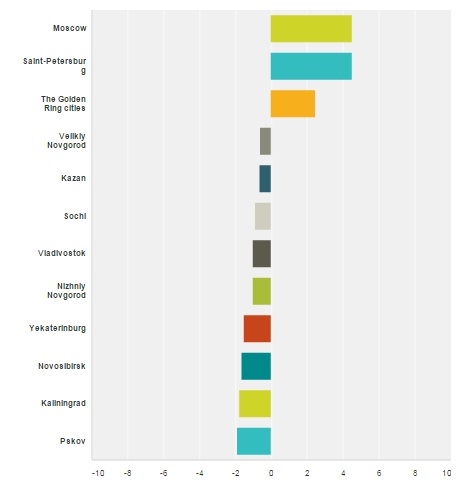 Moscow
Saint-Petersbur
g
The Golden
Ring cities
Velikiy
Novgorod
Kazan
Sochi
Vladivostok
Nizhniy
Novgorod
Yekaterinburg
Novosibirsk
Kaliningrad
Pskov
-10 -8 -6 -4 -2 0 2 4 6 8 10